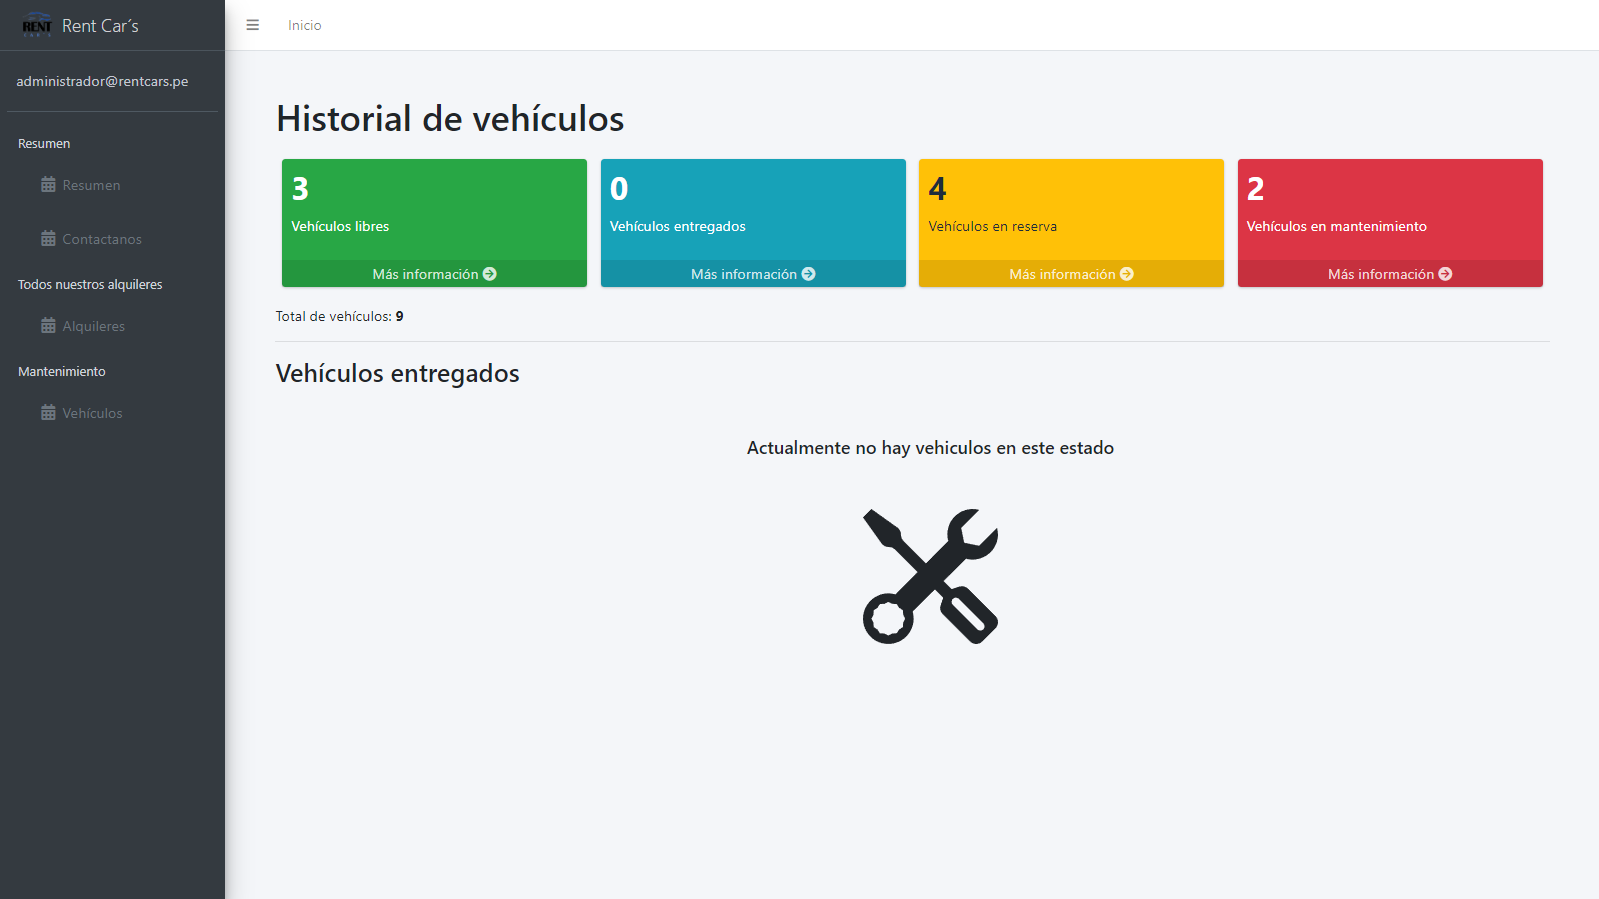 RENT
CAR'S
Rent Car´s
Inicio
administrador@rentcars.pe
Resumen
Resumen
Contactanos
Todos nuestros alquileres
Alquileres
Mantenimiento
Vehículos
Historial de vehículos
3
Vehículos libres
Más información
0
Vehículos entregados
Más información
4
Vehículos en reserva
Más información
2
Vehículos en mantenimiento
Más información
Total de vehículos: 9
Vehículos entregados
Actualmente no hay vehiculos en este estado